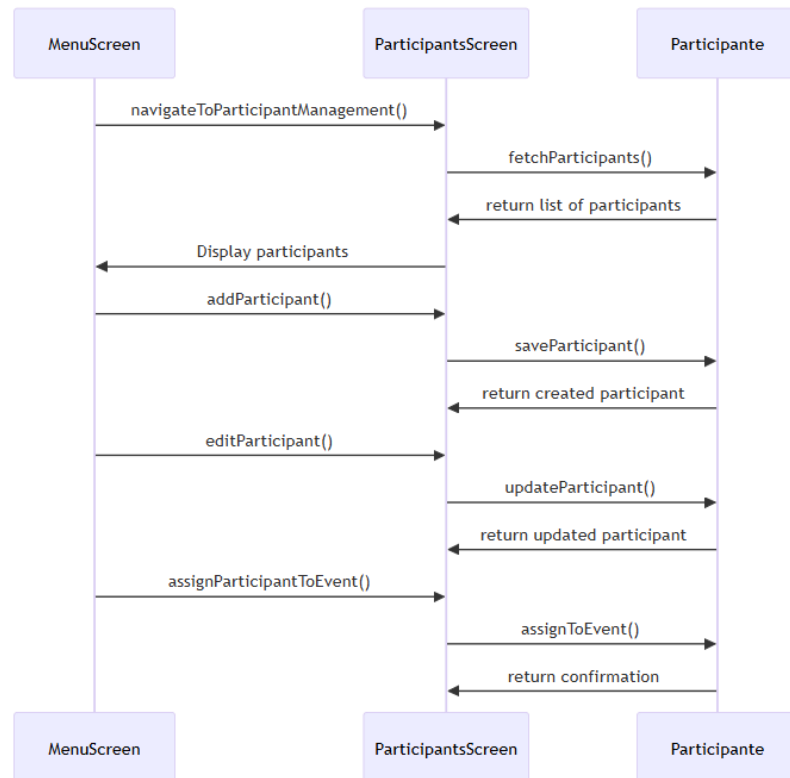 MenuScreen
ParticipantsScreen
Participante
navigateToParticipantManagement()
fetchParticipants()
return list of participants
Display participants
addParticipant()
saveParticipant()
return created participant
editParticipant()
updateParticipant()
return updated participant
assignParticipantToEvent()
assignToEvent()
return confirmation
MenuScreen
ParticipantsScreen
Participante